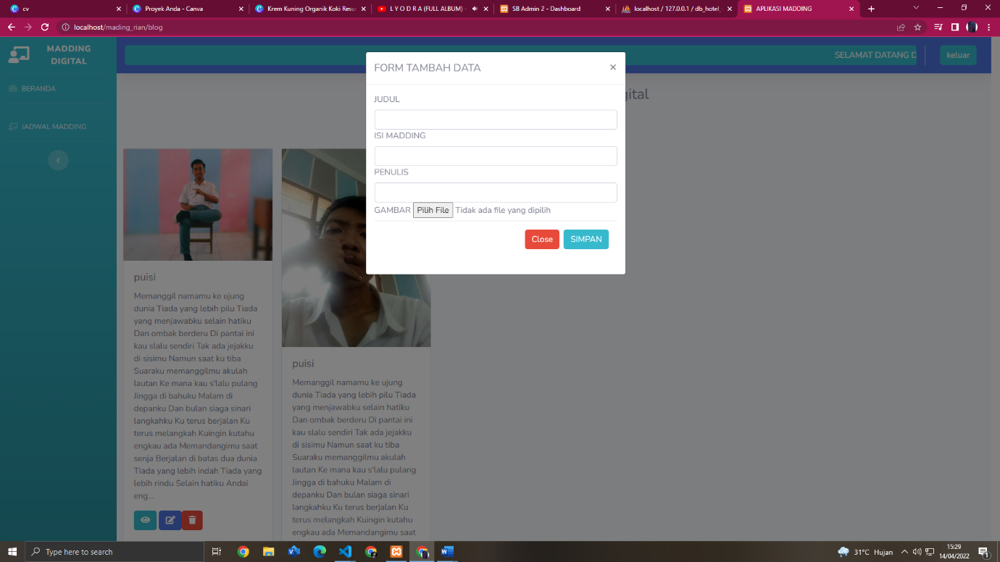 cv
Proyek Anda - Canva
Krem Kuning Organik Koki Resu
L Y O D R A (FULL ALBUM) -
SB Admin 2 - Dashboard
localhost / 127.0.0.1 / db_hotel_
APLIKASI MADDING
localhost/mading_rian/blog
MADDING
DIGITAL
BERANDA
JADWAL MADDING
SELAMAT DATANG D
keluar
gital
FORM TAMBAH DATA
×
JUDUL
ISI MADDING
PENULIS
GAMBAR Pilih File Tidak ada file yang dipilih
Close SIMPAN
puisi
Memanggil namamu ke ujung
dunia Tiada yang lebih pilu Tiada
yang menjawabku selain hatiku
Dan ombak berderu Di pantai ini
kau slalu sendiri Tak ada jejakku
di sisimu Namun saat ku tiba
Suaraku memanggilmu akulah
lautan Ke mana kau s'lalu pulang
Jingga di bahuku Malam di
depanku Dan bulan siaga sinari
langkahku Ku terus berjalan Ku
terus melangkah Kuingin kutahu
engkau ada Memandangimu saat
senja Berjalan di batas dua dunia
Tiada yang lebih indah Tiada yang
lebih rindu Selain hatiku Andai
eng...
puisi
Memanggil namamu ke ujung
dunia Tiada yang lebih pilu Tiada
yang menjawabku selain hatiku
Dan ombak berderu Di pantai ini
kau slalu sendiri Tak ada jejakku
di sisimu Namun saat ku tiba
Suaraku memanggilmu akulah
lautan Ke mana kau s'lalu pulang
Jingga di bahuku Malam di
depanku Dan bulan siaga sinari
langkahku Ku terus berjalan Ku
terus melangkah Kuingin kutahu
engkau ada Memandangimu saat
Type here to search
31°C Hujan
15:29
14/04/2022
1